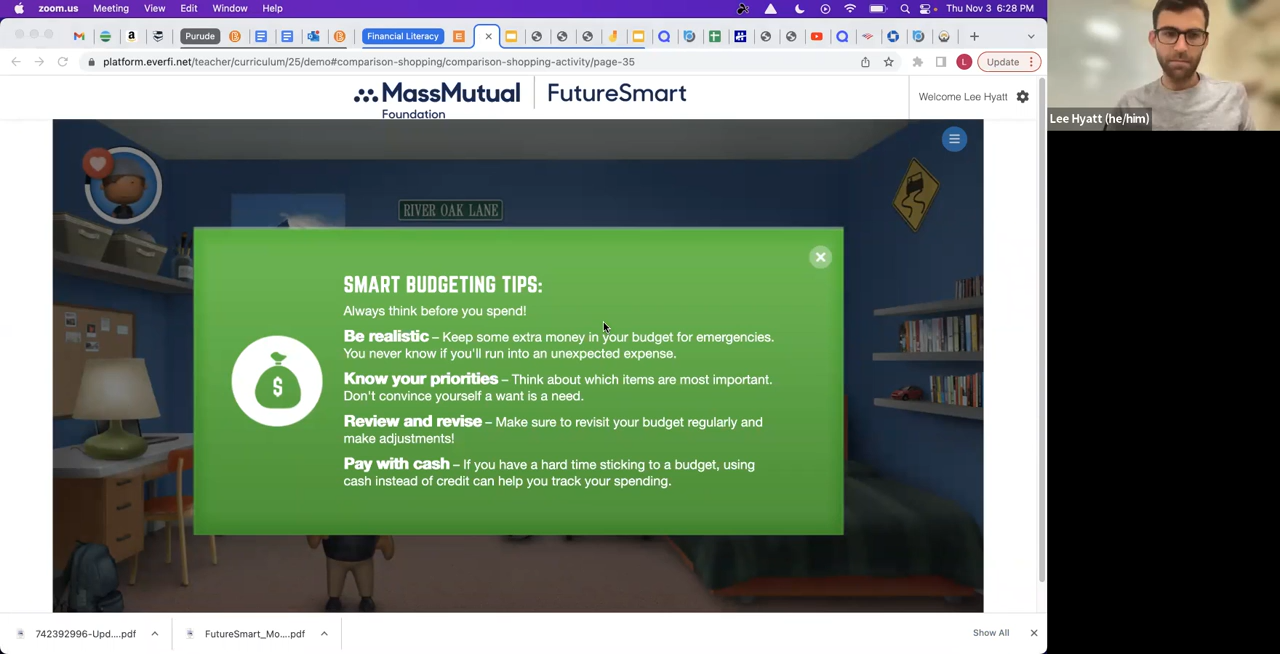 zoom.us Meeting View Edit Window Help Thu Nov 3 6:28 PM
Purude Financial Literacy
platform.everfi.net/teacher/curriculum/25/demo#comparison-shopping/comparison-shopping-activity/page-35 L Update
MassMutual FutureSmart
Foundation
Welcome Lee Hyatt
Lee Hyatt (he/him)
RIVER OAK LANE
SMART BUDGETING TIPS:
Always think before you spend!
Be realistic – Keep some extra money in your budget for emergencies.
You never know if you'll run into an unexpected expense.
Know your priorities – Think about which items are most important.
Don't convince yourself a want is a need.
Review and revise – Make sure to revisit your budget regularly and
make adjustments!
Pay with cash – If you have a hard time sticking to a budget, using
cash instead of credit can help you track your spending.
$
742392996-Upd....pdf FutureSmart_Mo....pdf Show All